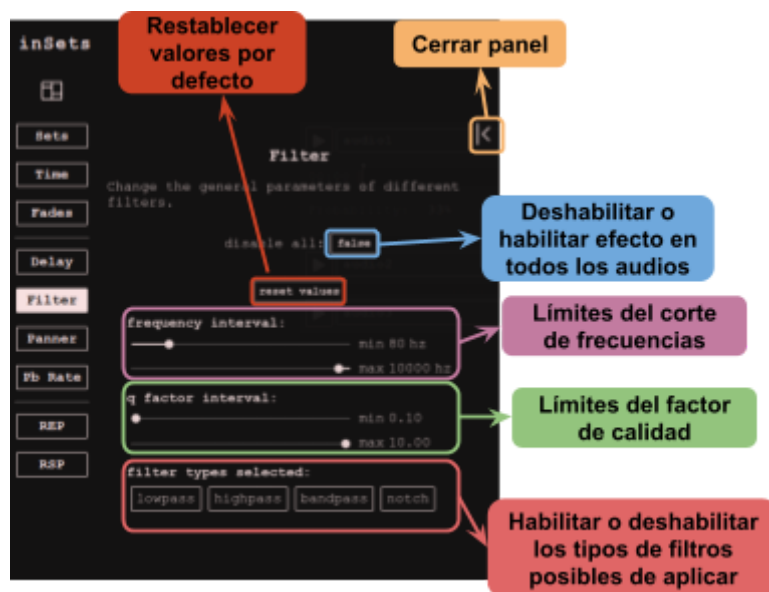 inSets
Restablecer
valores por
defecto
Cerrar panel
Sets
Time
Fades
Delay
Filter
Panner
Pb Rate
REP
RSP
Filter
Change the general parameters of different
filters.
disable all: false
reset values
Deshabilitar o
habilitar efecto en
todos los audios
frequency interval:
min 80 hz
max 10000 hz
Límites del corte
de frecuencias
q factor interval:
min 0.10
max 10.00
Límites del factor
de calidad
filter types selected:
lowpass highpass bandpass notch
Habilitar o deshabilitar
los tipos de filtros
posibles de aplicar